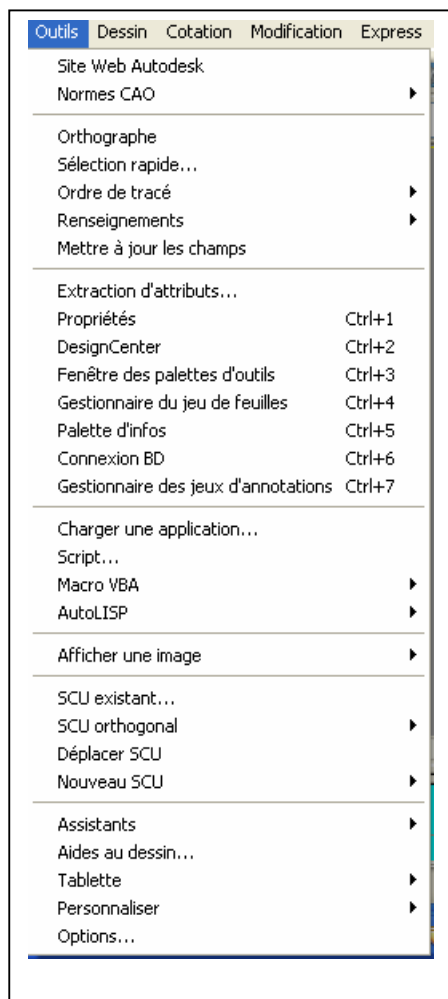 Outils Dessin Cotation Modification Express
Site Web Autodesk
Normes CAO
Orthographe
Sélection rapide...
Ordre de tracé
Renseignements
Mettre à jour les champs
Extraction d'attributs...
Propriétés Ctrl+1
DesignCenter Ctrl+2
Fenêtre des palettes d'outils Ctrl+3
Gestionnaire du jeu de feuilles Ctrl+4
Palette d'infos Ctrl+5
Connexion BD Ctrl+6
Gestionnaire des jeux d'annotations Ctrl+7
Charger une application...
Script...
Macro VBA
AutoLISP
Afficher une image
SCU existant...
SCU orthogonal
Déplacer SCU
Nouveau SCU
Assistants
Aides au dessin...
Tablette
Personnaliser
Options...